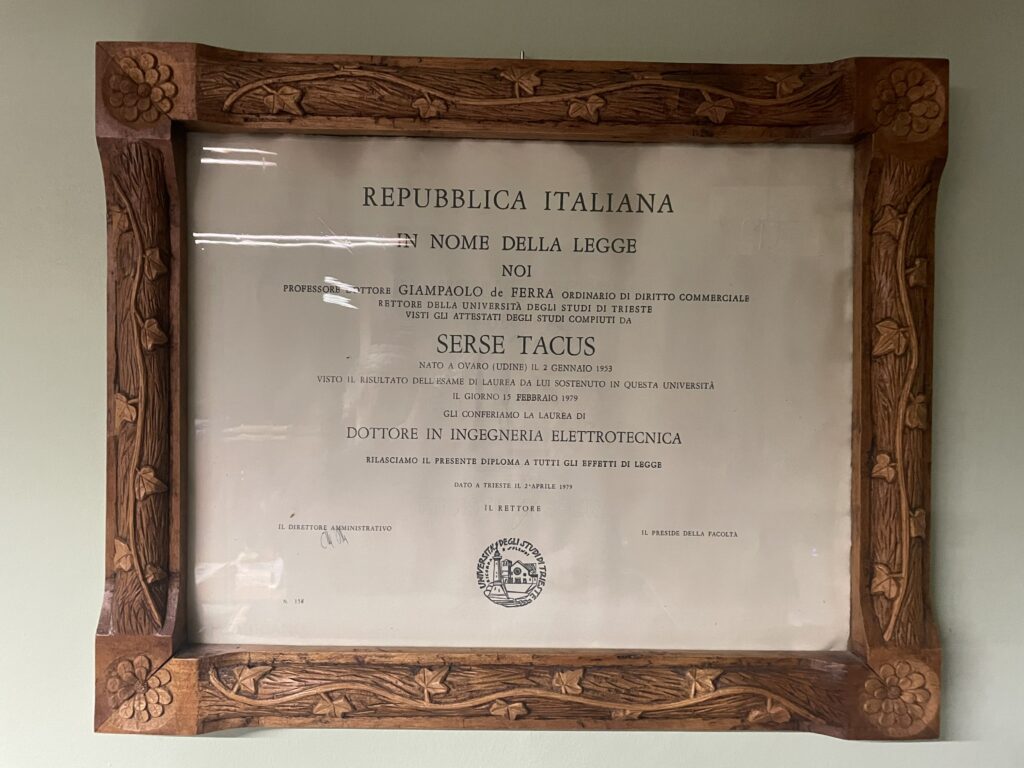 REPUBBLICA ITALIANA
IN NOME DELLA LEGGE
NOI
PROFESSORE DOTTORE GIAMPAOLO de FERRA ORDINARIO DI DIRITTO COMMERCIALE
RETTORE DELLA UNIVERSITÀ DEGLI STUDI DI TRIESTE
VISTI GLI ATTESTATI DEGLI STUDI COMPIUTI DA
SERSE TACUS
NATO A OVARO (UDINE) IL 2 GENNAIO 1953
VISTO IL RISULTATO DELL'ESAME DI LAUREA DA LUI SOSTENUTO IN QUESTA UNIVERSITÀ
IL GIORNO 15 FEBBRAIO 1979
GLI CONFERIAMO LA LAUREA DI
DOTTORE IN INGEGNERIA ELETTROTECNICA
RILASCIAMO IL PRESENTE DIPLOMA A TUTTI GLI EFFETTI DI LEGGE
DATO A TRIESTE IL 2 APRILE 1979
IL RETTORE
IL DIRETTORE AMMINISTRATIVO
IL PRESIDE DELLA FACOLTÀ
UNIVERSITAS DEGLI STUDI DI TRIESTE
N. 158